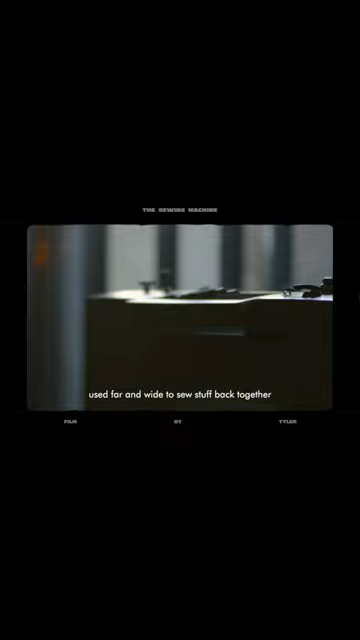 THE SEWING MACHINE
used far and wide to sew stuff back together
FILM BY TYLER